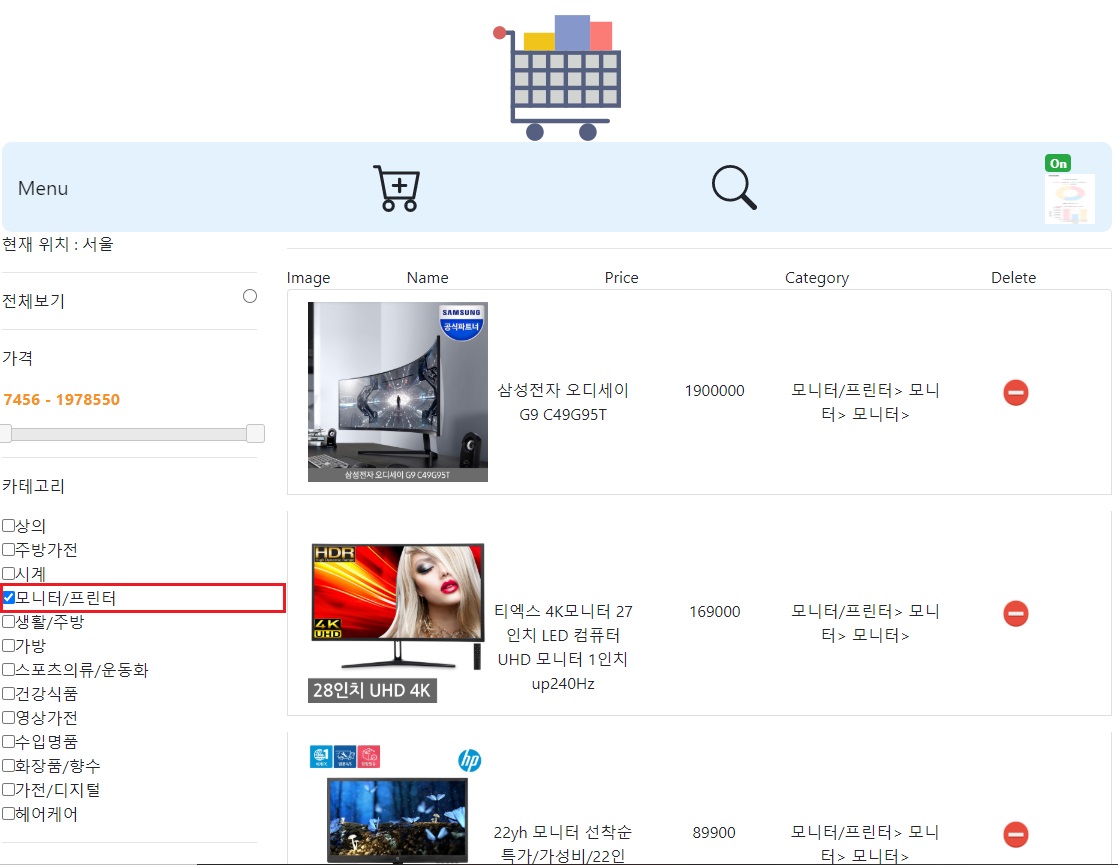 On
Menu
현재 위치 : 서울
전체보기
가격
7456 - 1978550
카테고리
상의
주방가전
시계
모니터/프린터
생활/주방
가방
스포츠의류/운동화
건강식품
영상가전
수입명품
화장품/향수
가전/디지털
헤어케어
Image Name Price Category Delete
SAMSUNG
공식파트너
삼성전자 오디세이 G9 C49G95T
삼성전자 오디세이
G9 C49G95T
1900000
모니터/프린터> 모니
터> 모니터>
HDR
4K
UHD
28인치 UHD 4K
티엑스 4K모니터 27
인치 LED 컴퓨터
UHD 모니터 1인치
up240Hz
169000
모니터/프린터> 모니
터> 모니터>
hp
22yh 모니터 선착순
특가/가성비/22인
89900
모니터/프린터> 모니
터> 모니터>